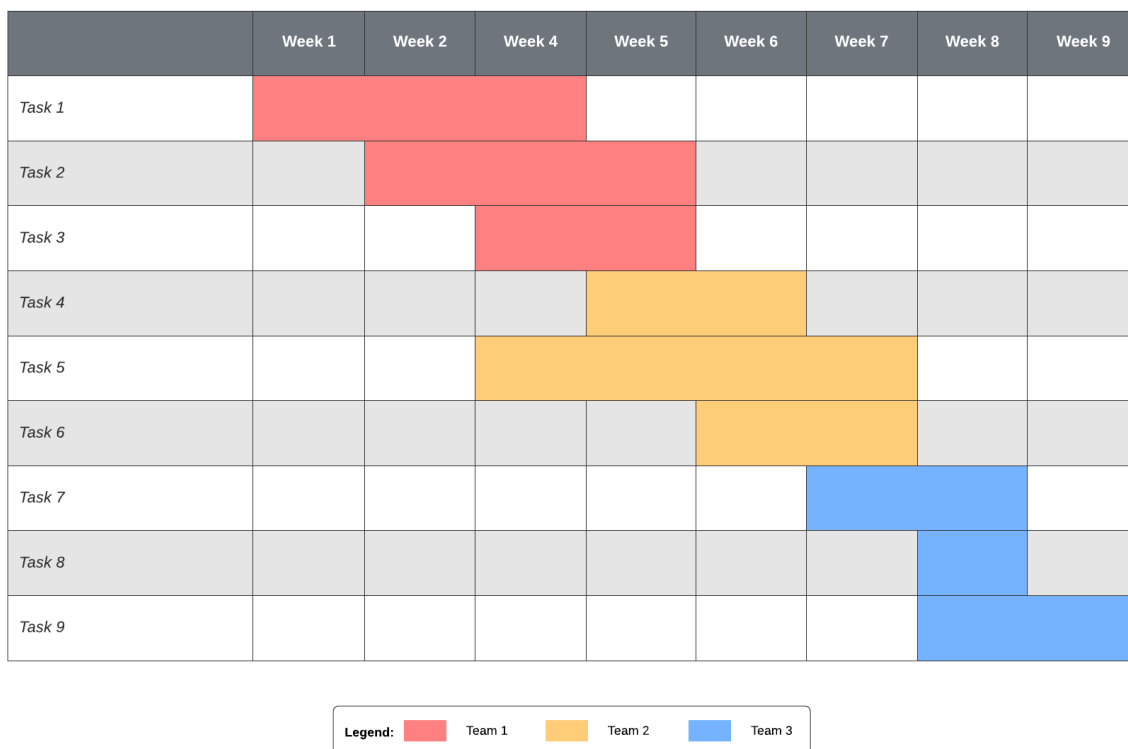 Week 1 Week 2 Week 4 Week 5 Week 6 Week 7 Week 8 Week 9
Task 1
Task 2
Task 3
Task 4
Task 5
Task 6
Task 7
Task 8
Task 9
Legend: Team 1 Team 2 Team 3